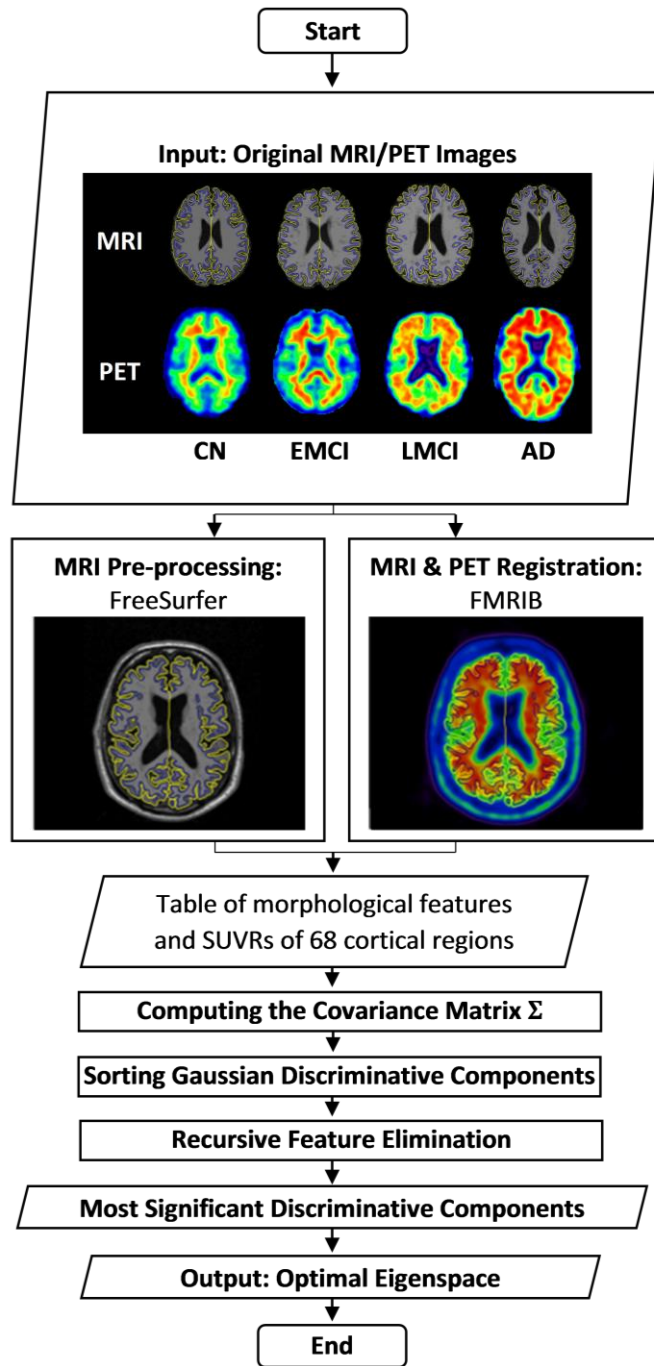 Start
Input: Original MRI/PET Images
MRI
PET
CN EMCI LMCI AD
MRI Pre-processing:
FreeSurfer
MRI & PET Registration:
FMRIB
Table of morphological features
and SUVRs of 68 cortical regions
Computing the Covariance Matrix Σ
Sorting Gaussian Discriminative Components
Recursive Feature Elimination
Most Significant Discriminative Components
Output: Optimal Eigenspace
End